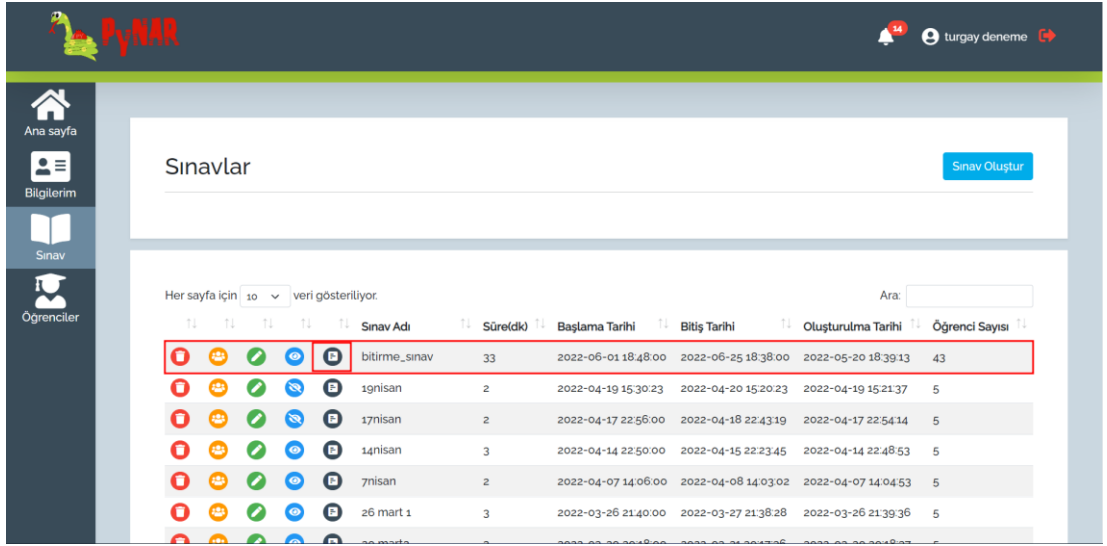 PyNAR
14
turgay deneme
Ana sayfa
Bilgilerim
Sınav
Öğrenciler
Sınavlar
Sınav Oluştur
Her sayfa için 10 veri gösteriliyor.
Ara:
Sınav Adı Süre(dk) Başlama Tarihi Bitiş Tarihi Oluşturulma Tarihi Öğrenci Sayısı
bitirme_sınav 33 2022-06-01 18:48:00 2022-06-25 18:38:00 2022-05-20 18:39:13 43
19nisan 2 2022-04-19 15:30:23 2022-04-20 15:20:23 2022-04-19 15:21:37 5
17nisan 2 2022-04-17 22:56:00 2022-04-18 22:43:19 2022-04-17 22:54:14 5
14nisan 3 2022-04-14 22:50:00 2022-04-15 22:23:45 2022-04-14 22:48:53 5
7nisan 2 2022-04-07 14:06:00 2022-04-08 14:03:02 2022-04-07 14:04:53 5
26 mart 1 3 2022-03-26 21:40:00 2022-03-27 21:38:28 2022-03-26 21:39:36 5